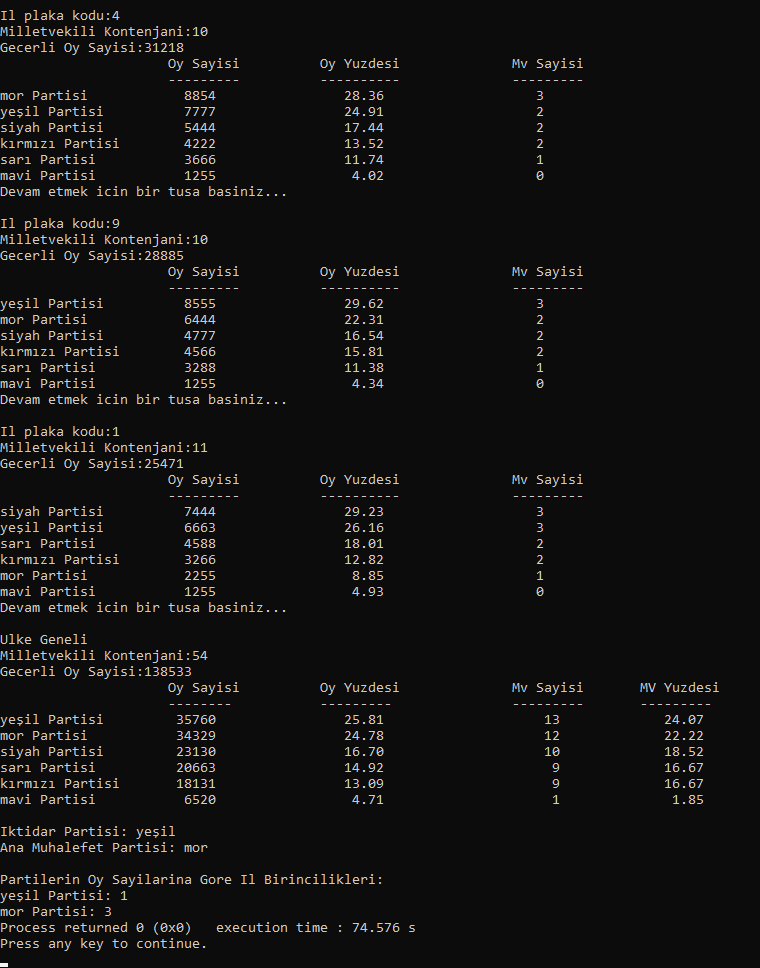 Il plaka kodu:4
Milletvekili Kontenjani:10
Gecerli Oy Sayisi:31218
Oy Sayisi Oy Yuzdesi Mv Sayisi
--------- ---------- ---------
mor Partisi 8854 28.36 3
yeşil Partisi 7777 24.91 2
siyah Partisi 5444 17.44 2
kırmızı Partisi 4222 13.52 2
sarı Partisi 3666 11.74 1
mavi Partisi 1255 4.02 0
Devam etmek icin bir tusa basiniz...
Il plaka kodu:9
Milletvekili Kontenjani:10
Gecerli Oy Sayisi:28885
Oy Sayisi Oy Yuzdesi Mv Sayisi
--------- ---------- ---------
yeşil Partisi 8555 29.62 3
mor Partisi 6444 22.31 2
siyah Partisi 4777 16.54 2
kırmızı Partisi 4566 15.81 2
sarı Partisi 3288 11.38 1
mavi Partisi 1255 4.34 0
Devam etmek icin bir tusa basiniz...
Il plaka kodu:1
Milletvekili Kontenjani:11
Gecerli Oy Sayisi:25471
Oy Sayisi Oy Yuzdesi Mv Sayisi
--------- ---------- ---------
siyah Partisi 7444 29.23 3
yeşil Partisi 6663 26.16 3
sarı Partisi 4588 18.01 2
kırmızı Partisi 3266 12.82 2
mor Partisi 2255 8.85 1
mavi Partisi 1255 4.93 0
Devam etmek icin bir tusa basiniz...
Ulke Geneli
Milletvekili Kontenjani:54
Gecerli Oy Sayisi:138533
Oy Sayisi Oy Yuzdesi Mv Sayisi MV Yuzdesi
-------- --------- --------- ---------
yeşil Partisi 35760 25.81 13 24.07
mor Partisi 34329 24.78 12 22.22
siyah Partisi 23130 16.70 10 18.52
sarı Partisi 20663 14.92 9 16.67
kırmızı Partisi 18131 13.09 9 16.67
mavi Partisi 6520 4.71 1 1.85
Iktidar Partisi: yeşil
Ana Muhalefet Partisi: mor
Partilerin Oy Sayilarina Gore Il Birincilikleri:
yeşil Partisi: 1
mor Partisi: 3
Process returned 0 (0x0) execution time : 74.576 s
Press any key to continue.